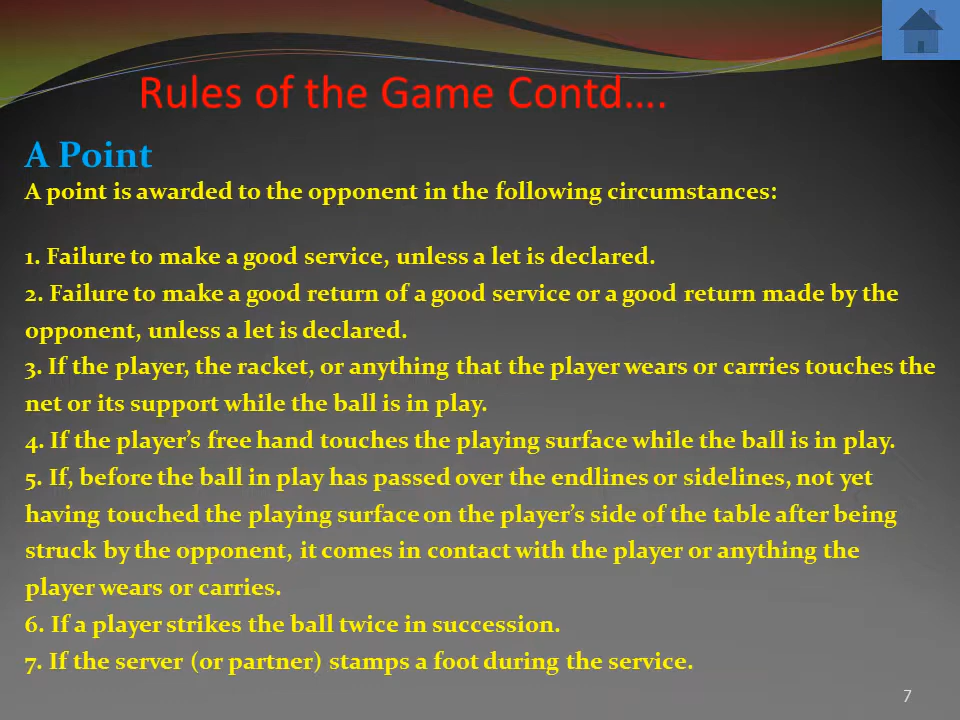 Rules of the Game Contd….
A Point
A point is awarded to the opponent in the following circumstances:
1. Failure to make a good service, unless a let is declared.
2. Failure to make a good return of a good service or a good return made by the
opponent, unless a let is declared.
3. If the player, the racket, or anything that the player wears or carries touches the
net or its support while the ball is in play.
4. If the player’s free hand touches the playing surface while the ball is in play.
5. If, before the ball in play has passed over the endlines or sidelines, not yet
having touched the playing surface on the player’s side of the table after being
struck by the opponent, it comes in contact with the player or anything the
player wears or carries.
6. If a player strikes the ball twice in succession.
7. If the server (or partner) stamps a foot during the service.
7